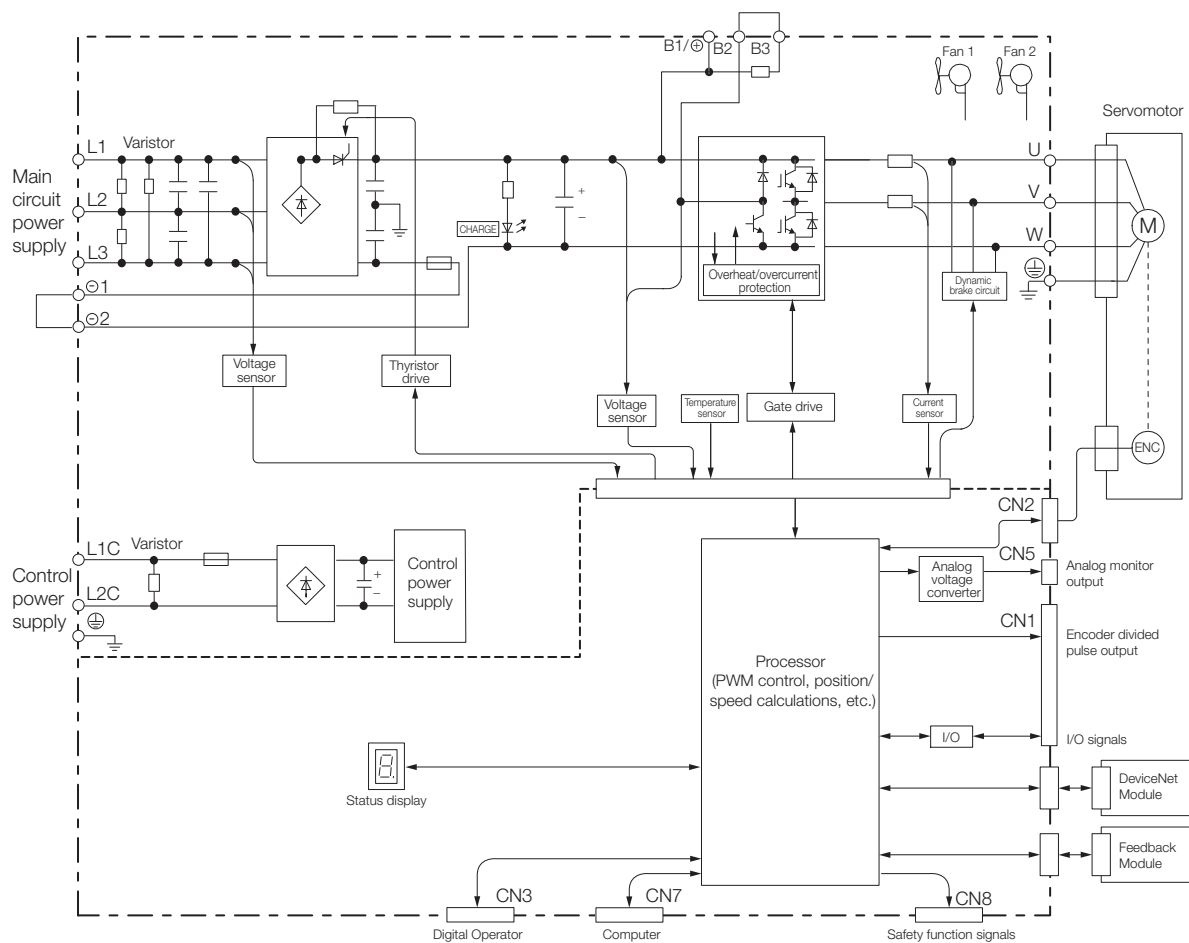 B1/⊕
B2
B3
Fan 1
Fan 2
Servomotor
Main
circuit
power
supply
L1
L2
L3
⊖1
⊖2
Varistor
CHARGE
+
–
Overheat/overcurrent
protection
U
V
W
M
Dynamic
brake circuit
Voltage
sensor
Thyristor
drive
Voltage
sensor
Temperature
sensor
Gate drive
Current
sensor
ENC
Control
power
supply
L1C
L2C
Varistor
+
–
Control
power
supply
CN2
CN5
Analog
voltage
converter
Analog monitor
output
CN1
Encoder divided
pulse output
Processor
(PWM control, position/
speed calculations, etc.)
I/O
I/O signals
8.
Status display
DeviceNet
Module
Feedback
Module
CN3
CN7
CN8
Digital Operator
Computer
Safety function signals